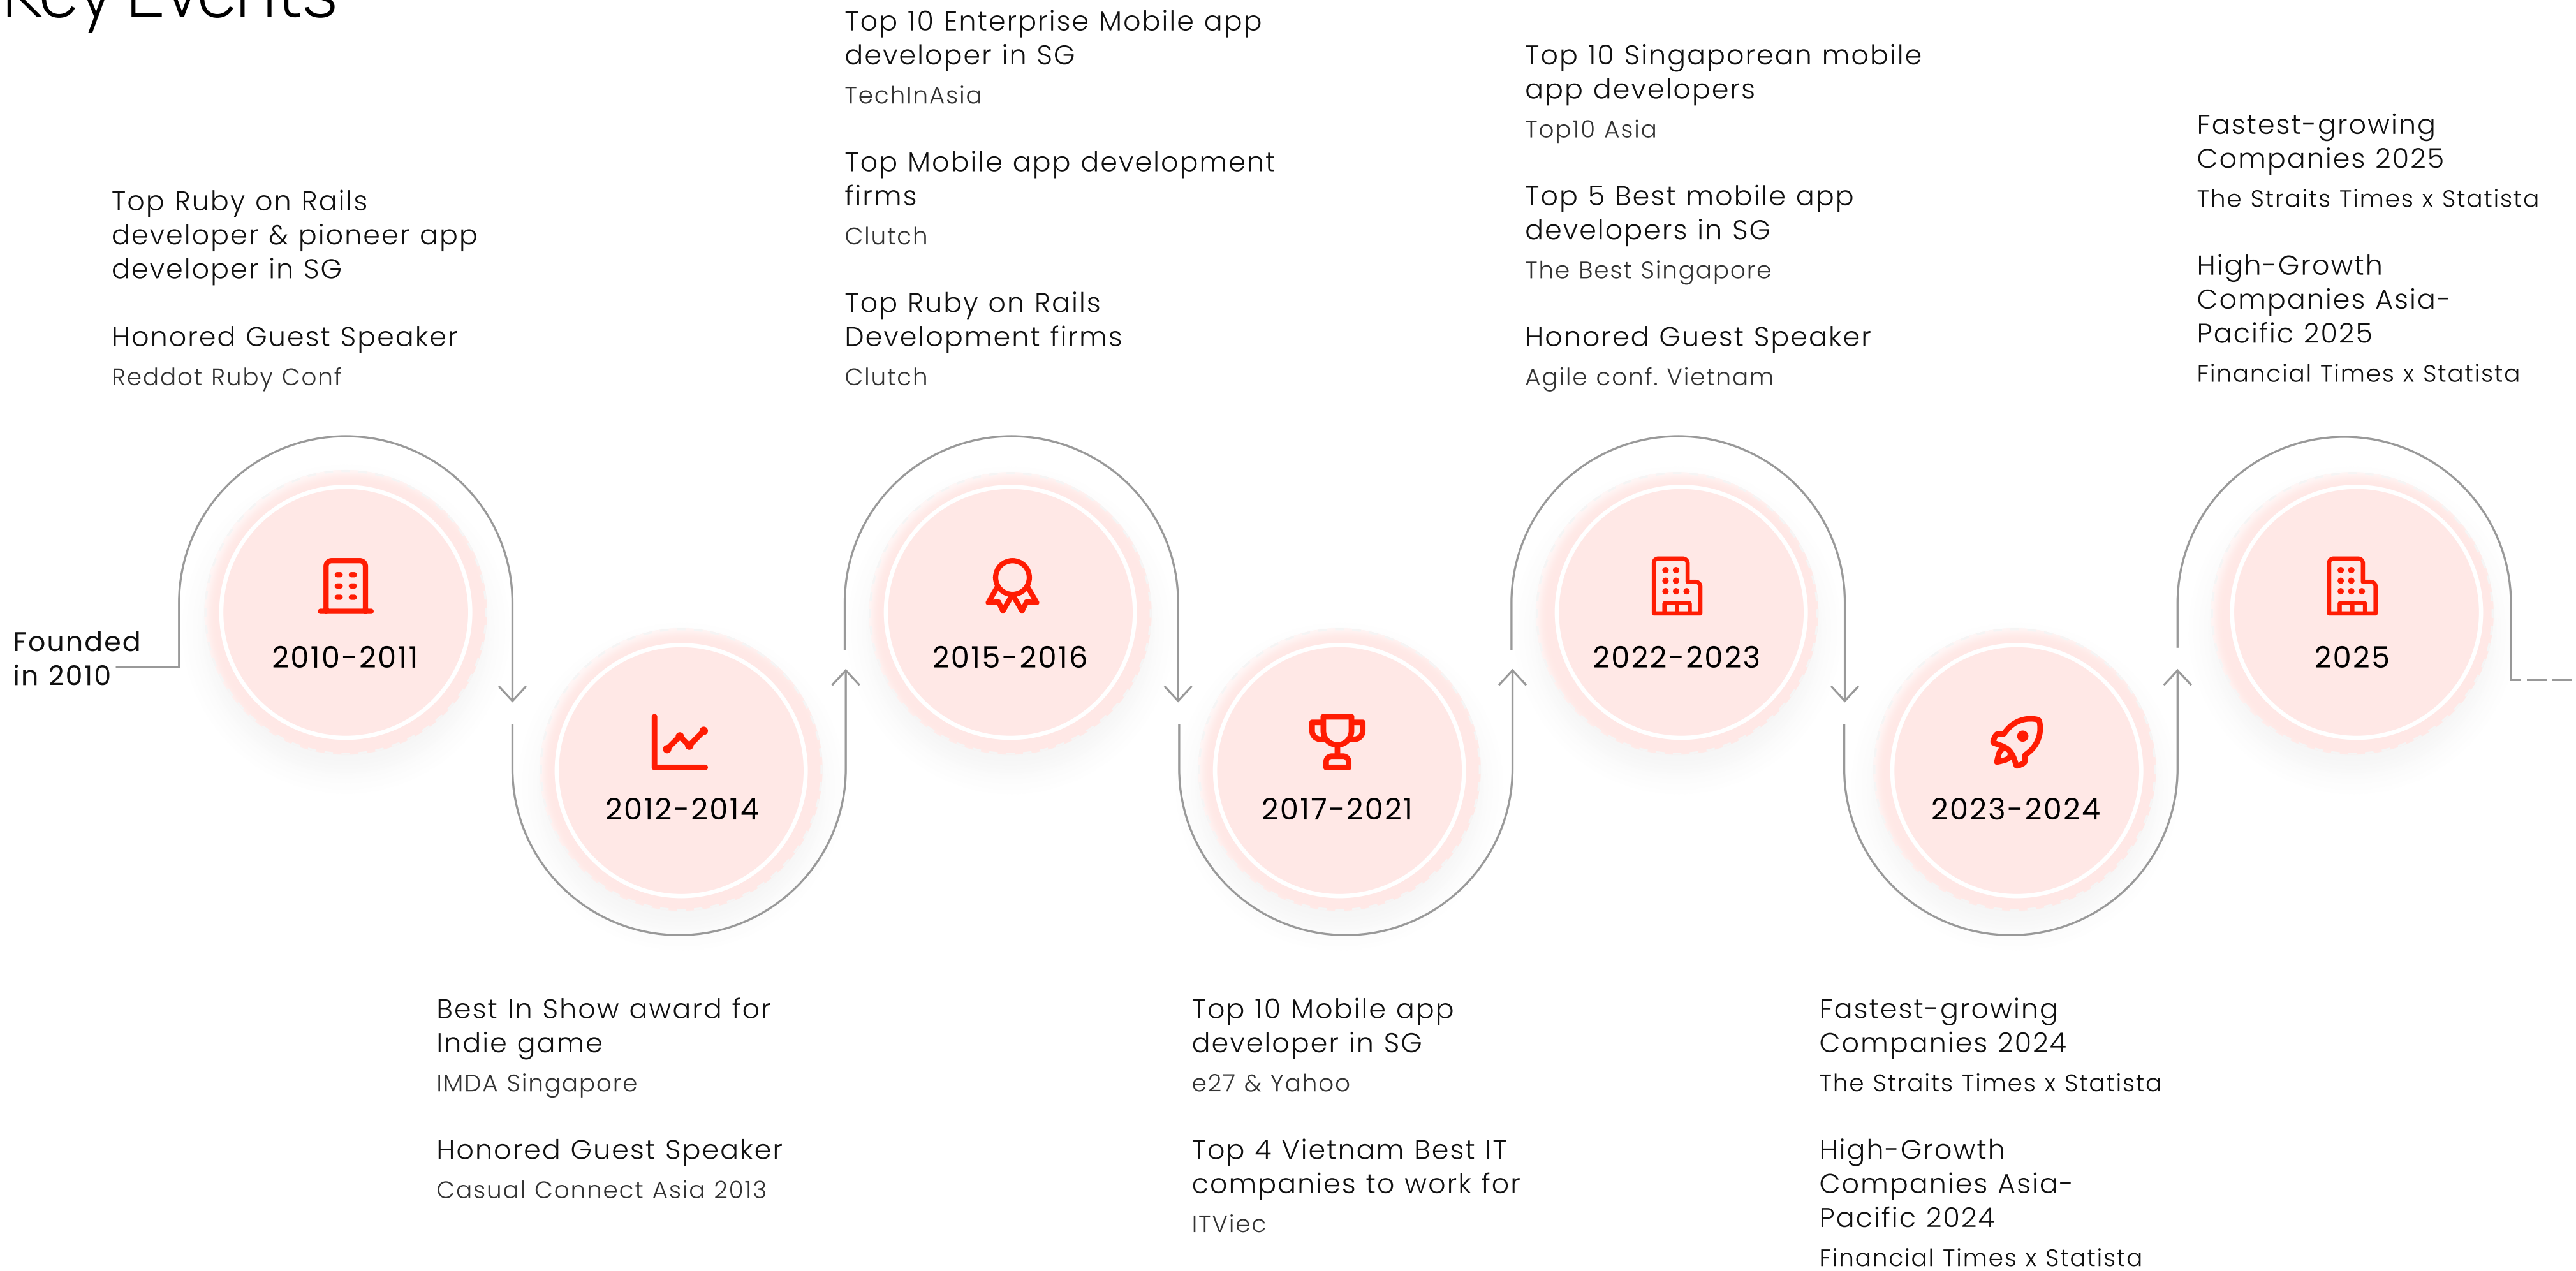 Key Events
Founded
in 2010
Top Ruby on Rails
developer & pioneer app
developer in SG
Honored Guest Speaker
Reddot Ruby Conf
2010-2011
2012-2014
Best In Show award for
Indie game
IMDA Singapore
Honored Guest Speaker
Casual Connect Asia 2013
Top 10 Enterprise Mobile app
developer in SG
TechInAsia
Top Mobile app development
firms
Clutch
Top Ruby on Rails
Development firms
Clutch
2015-2016
2017-2021
Top 10 Mobile app
developer in SG
e27 & Yahoo
Top 4 Vietnam Best IT
companies to work for
ITViec
Top 10 Singaporean mobile
app developers
Top10 Asia
Top 5 Best mobile app
developers in SG
The Best Singapore
Honored Guest Speaker
Agile conf. Vietnam
2022-2023
2023-2024
Fastest-growing
Companies 2024
The Straits Times x Statista
High-Growth
Companies Asia-
Pacific 2024
Financial Times x Statista
Fastest-growing
Companies 2025
The Straits Times x Statista
High-Growth
Companies Asia-
Pacific 2025
Financial Times x Statista
2025